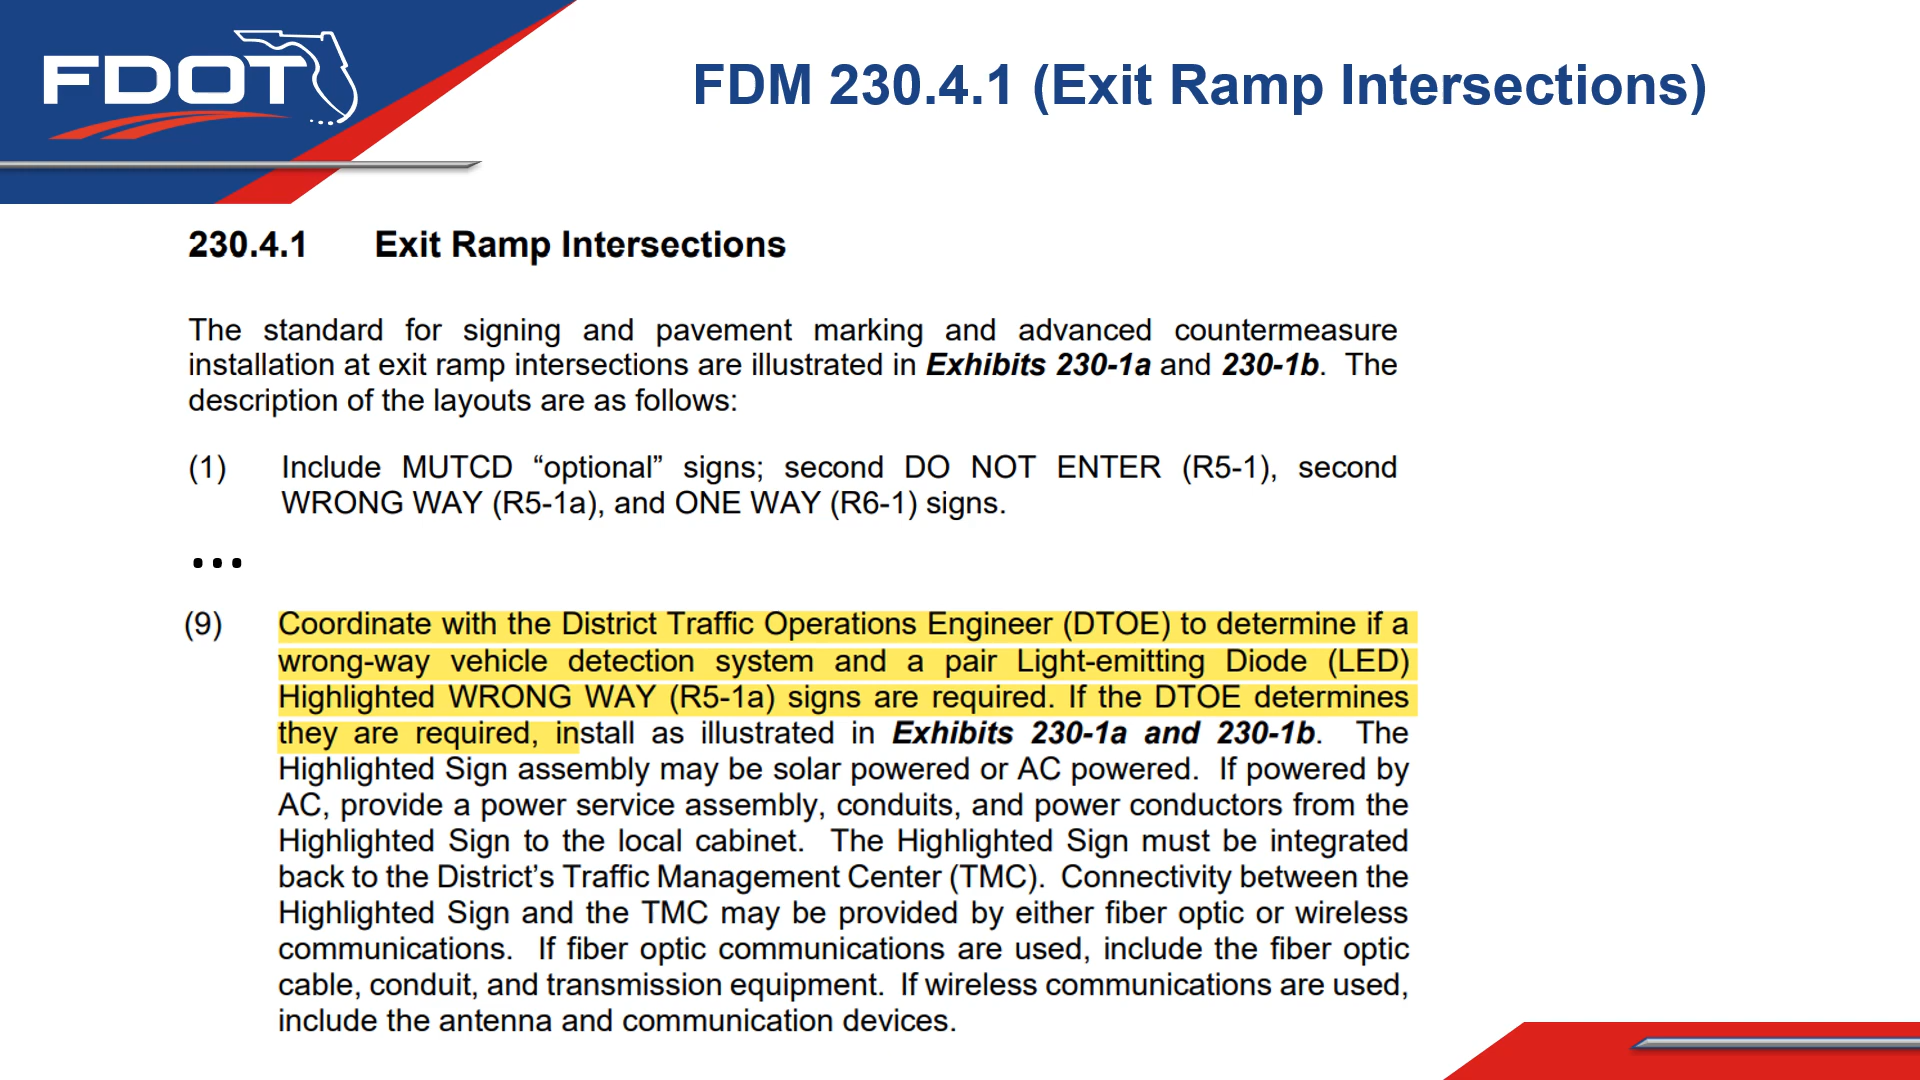 FDOT
FDM 230.4.1 (Exit Ramp Intersections)
230.4.1 Exit Ramp Intersections
The standard for signing and pavement marking and advanced countermeasure
installation at exit ramp intersections are illustrated in Exhibits 230-1a and 230-1b. The
description of the layouts are as follows:
(1) Include MUTCD “optional” signs; second DO NOT ENTER (R5-1), second
WRONG WAY (R5-1a), and ONE WAY (R6-1) signs.
...
(9) Coordinate with the District Traffic Operations Engineer (DTOE) to determine if a
wrong-way vehicle detection system and a pair Light-emitting Diode (LED)
Highlighted WRONG WAY (R5-1a) signs are required. If the DTOE determines
they are required, install as illustrated in Exhibits 230-1a and 230-1b. The
Highlighted Sign assembly may be solar powered or AC powered. If powered by
AC, provide a power service assembly, conduits, and power conductors from the
Highlighted Sign to the local cabinet. The Highlighted Sign must be integrated
back to the District’s Traffic Management Center (TMC). Connectivity between the
Highlighted Sign and the TMC may be provided by either fiber optic or wireless
communications. If fiber optic communications are used, include the fiber optic
cable, conduit, and transmission equipment. If wireless communications are used,
include the antenna and communication devices.